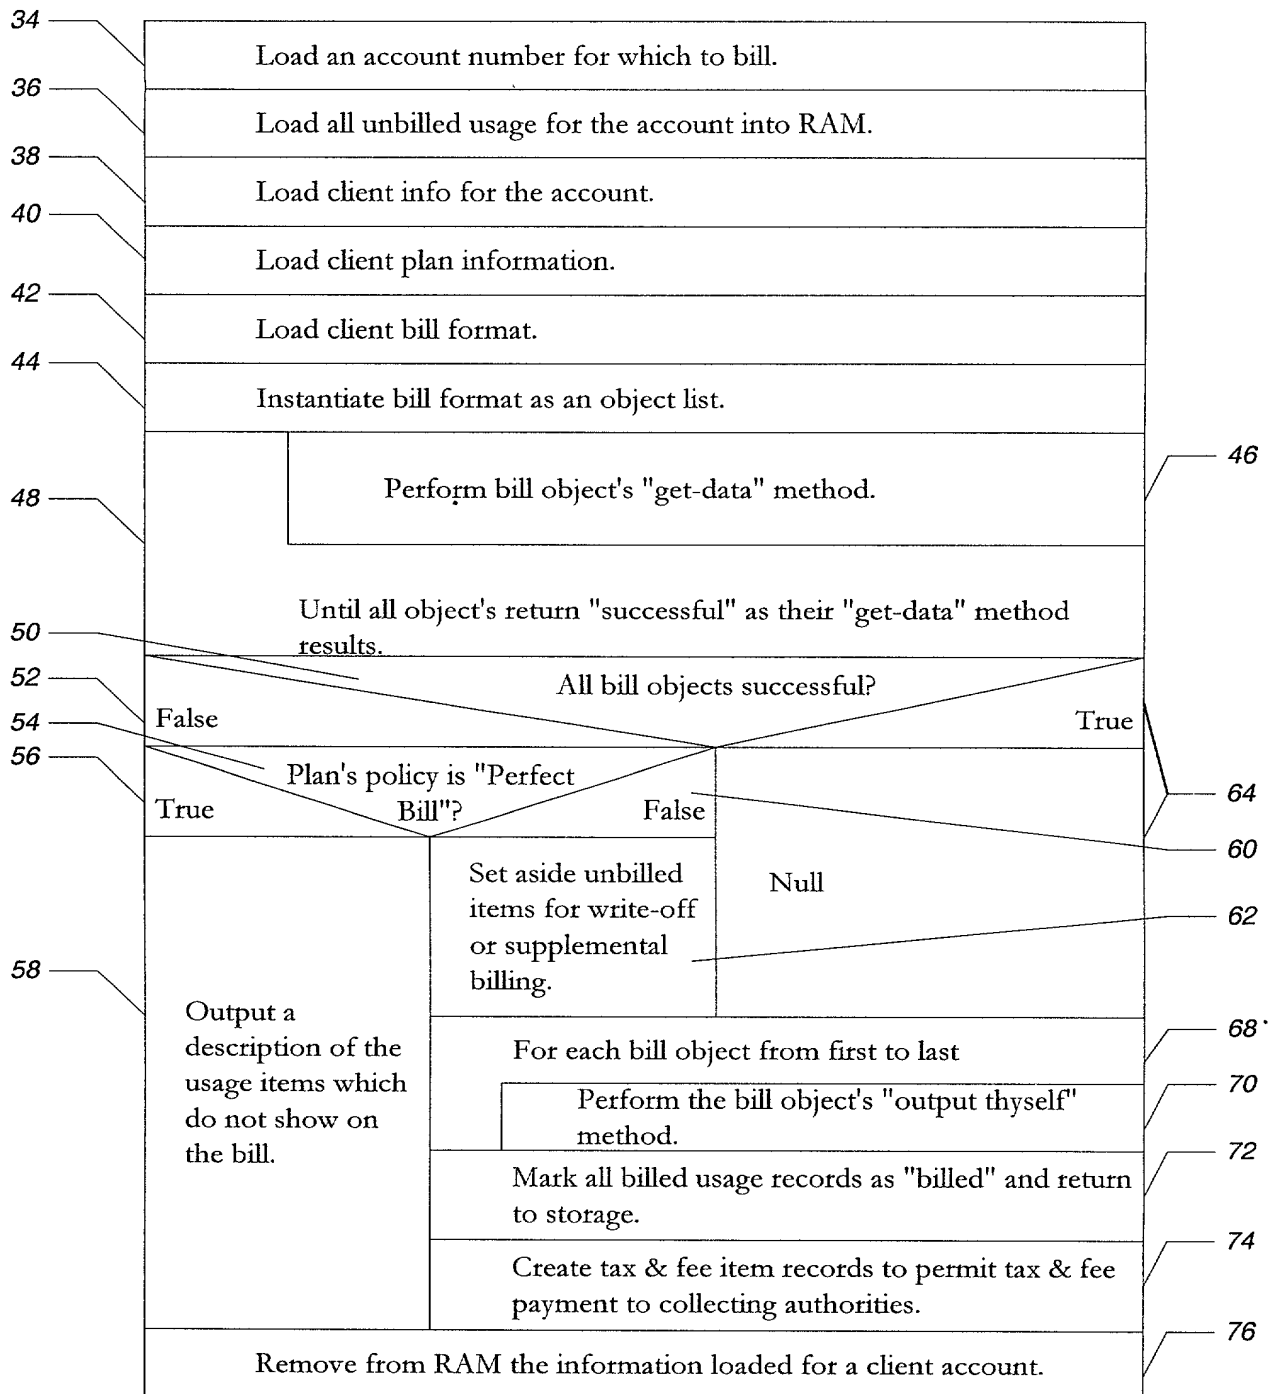 34
Load an account number for which to bill.
36
Load all unbilled usage for the account into RAM.
38
Load client info for the account.
40
Load client plan information.
42
Load client bill format.
44
Instantiate bill format as an object list.
46
Perform bill object's "get-data" method.
48
Until all object's return "successful" as their "get-data" method
results.
50
All bill objects successful?
52
False
True
54
Plan's policy is "Perfect
Bill"?
56
True
False
64
60
Set aside unbilled
items for write-off
or supplemental
billing.
Null
62
58
Output a
description of the
usage items which
do not show on
the bill.
68
For each bill object from first to last
70
Perform the bill object's "output thyself"
method.
72
Mark all billed usage records as "billed" and return
to storage.
74
Create tax & fee item records to permit tax & fee
payment to collecting authorities.
76
Remove from RAM the information loaded for a client account.